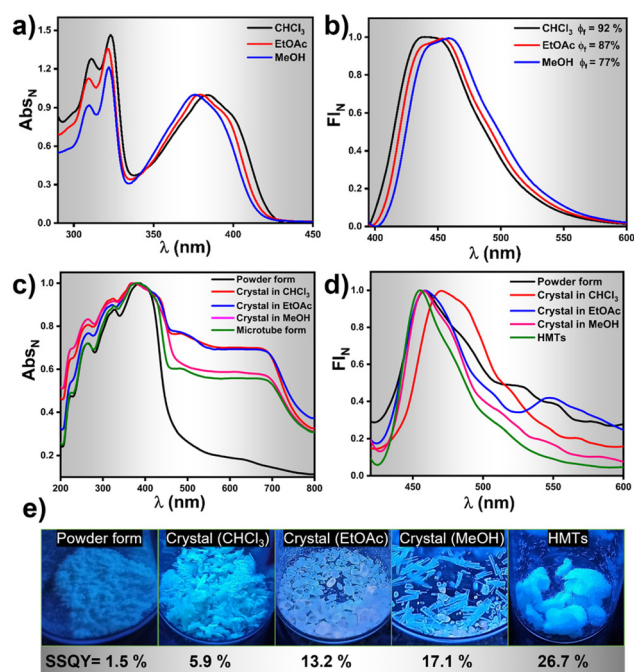 a)
1.5
1.2
0.9
0.6
0.3
0.0
Abs_N
300
350
400
450
λ (nm)
CHCl₃
EtOAc
MeOH
b)
1.0
0.8
0.6
0.4
0.2
0.0
Fl_N
400
450
500
550
600
λ (nm)
CHCl₃ ϕf = 92 %
EtOAc ϕf = 87%
MeOH ϕf = 77%
c)
1.0
0.8
0.6
0.4
0.2
Abs_N
200
300
400
500
600
700
800
λ (nm)
Powder form
Crystal in CHCl₃
Crystal in EtOAc
Crystal in MeOH
Microtube form
d)
1.0
0.8
0.6
0.4
0.2
0.0
Fl_N
450
500
550
600
λ (nm)
Powder form
Crystal in CHCl₃
Crystal in EtOAc
Crystal in MeOH
HMTs
e)
Powder form
Crystal (CHCl₃)
Crystal (EtOAc)
Crystal (MeOH)
HMTs
SSQY= 1.5 %
5.9 %
13.2 %
17.1 %
26.7 %